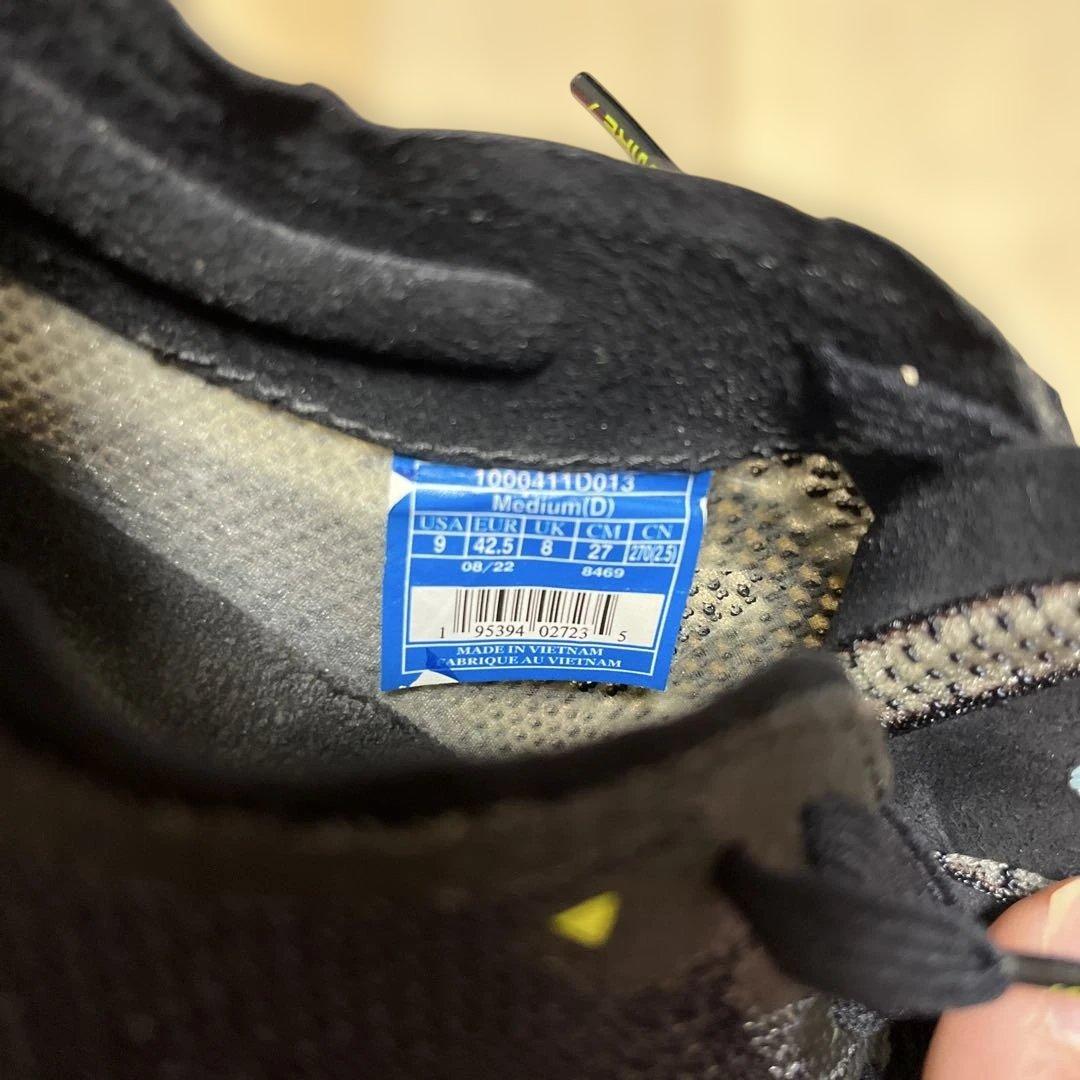 1000411D013
Medium(D)
USA EUR UK CM CN
9 42.5 8 27 270(2.5)
08/22 8469
1 95394 02723 5
MADE IN VIETNAM
FABRIQUE AU VIETNAM